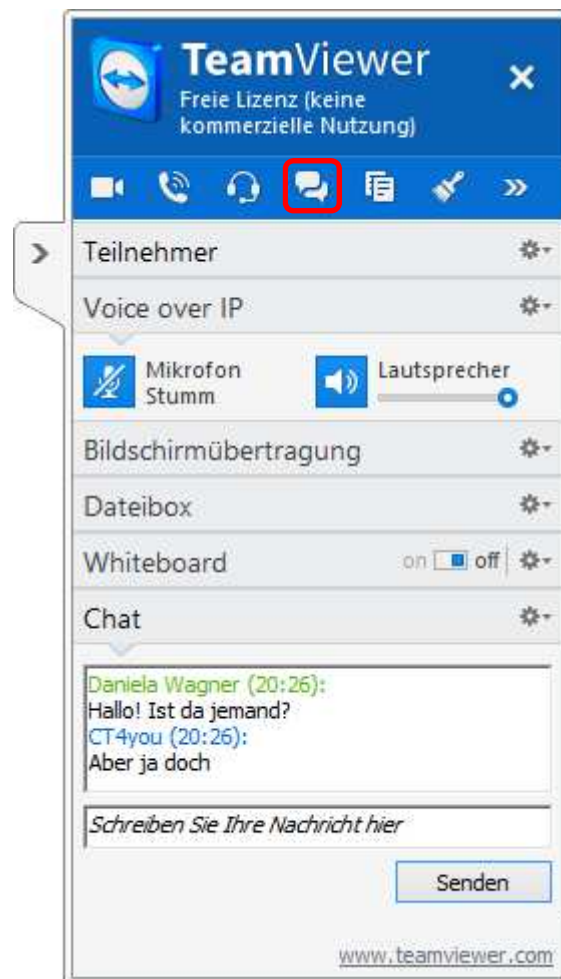 TeamViewer
Freie Lizenz (keine
kommerzielle Nutzung)
Teilnehmer
Voice over IP
Mikrofon
Stumm
Lautsprecher
Bildschirmübertragung
Dateibox
Whiteboard on off
Chat
Daniela Wagner (20:26):
Hallo! Ist da jemand?
CT4you (20:26):
Aber ja doch
Schreiben Sie Ihre Nachricht hier
Senden
www.teamviewer.com